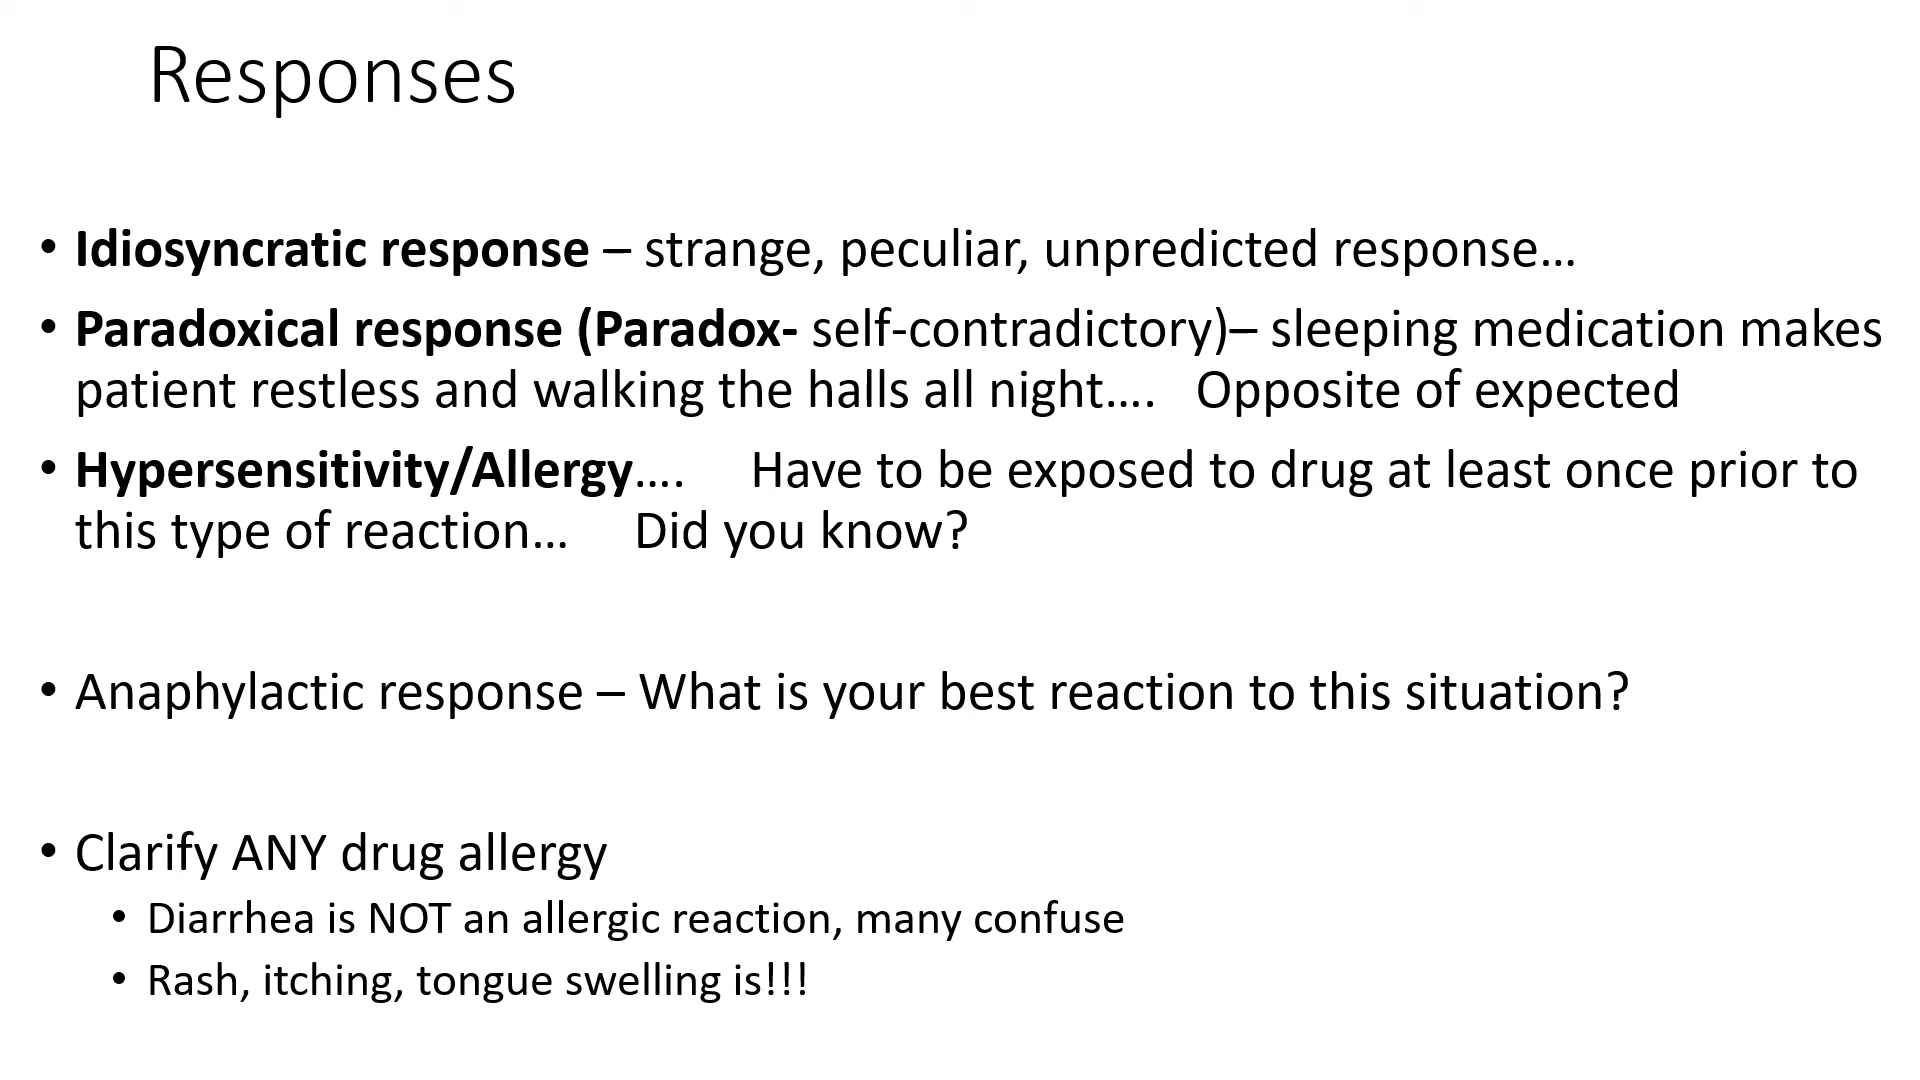 Responses
• Idiosyncratic response – strange, peculiar, unpredicted response...
• Paradoxical response (Paradox- self-contradictory)– sleeping medication makes
patient restless and walking the halls all night.... Opposite of expected
• Hypersensitivity/Allergy.... Have to be exposed to drug at least once prior to
this type of reaction... Did you know?
• Anaphylactic response – What is your best reaction to this situation?
• Clarify ANY drug allergy
• Diarrhea is NOT an allergic reaction, many confuse
• Rash, itching, tongue swelling is!!!